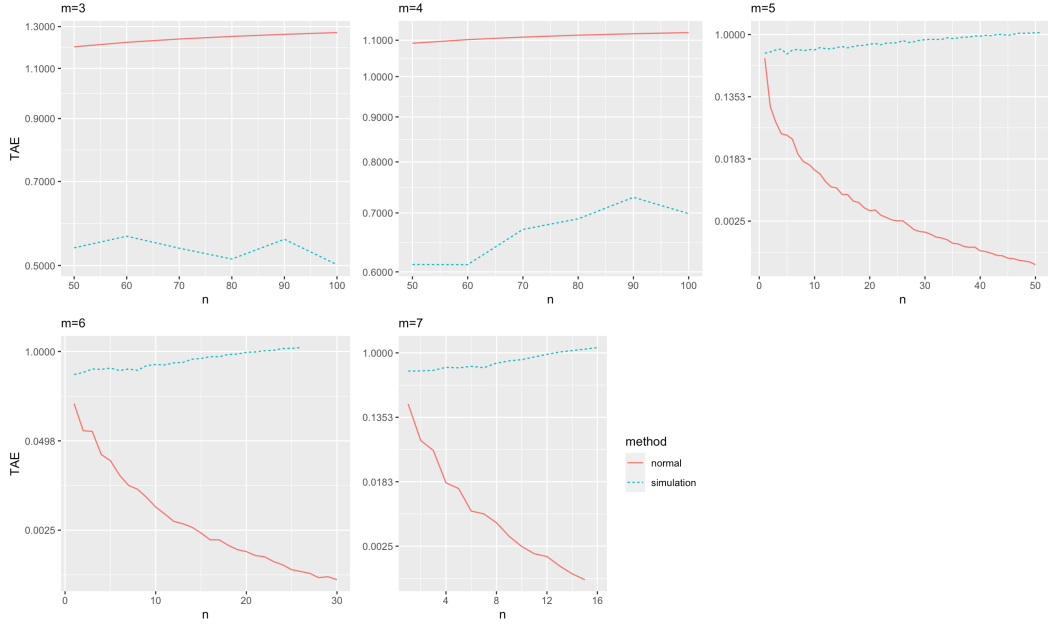 m=3
1.3000
1.1000
0.9000
0.7000
0.5000
TAE
50 60 70 80 90 100
n
m=4
1.1000
1.0000
0.9000
0.8000
0.7000
0.6000
50 60 70 80 90 100
n
m=5
1.0000
0.1353
0.0183
0.0025
0 10 20 30 40 50
n
m=6
1.0000
0.0498
0.0025
TAE
0 10 20 30
n
m=7
1.0000
0.1353
0.0183
0.0025
4 8 12 16
n
method
normal
simulation